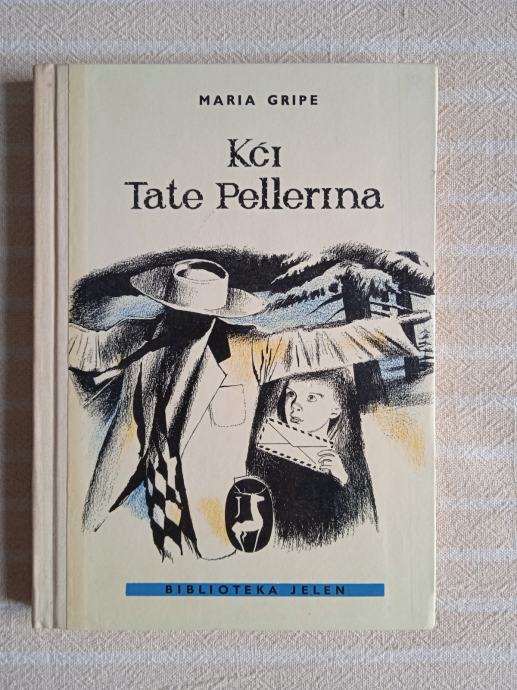 MARIA GRIPE
Kći
Tate Pellerina
BIBLIOTEKA JELEN